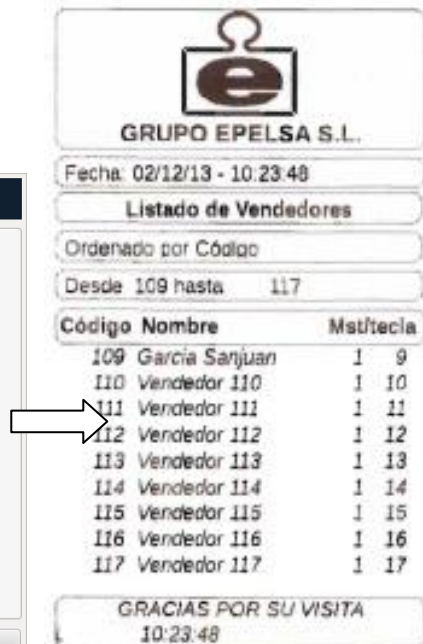 e
GRUPO EPELSA S.L.
Fecha: 02/12/13 - 10:23:48
Listado de Vendedores
Ordenado por Código
Desde 109 hasta 117
Código Nombre Mst/tecla
109 Garcia Sanjuan 1 9
110 Vendedor 110 1 10
111 Vendedor 111 1 11
112 Vendedor 112 1 12
113 Vendedor 113 1 13
114 Vendedor 114 1 14
115 Vendedor 115 1 15
116 Vendedor 116 1 16
117 Vendedor 117 1 17
GRACIAS POR SU VISITA
10:23:48